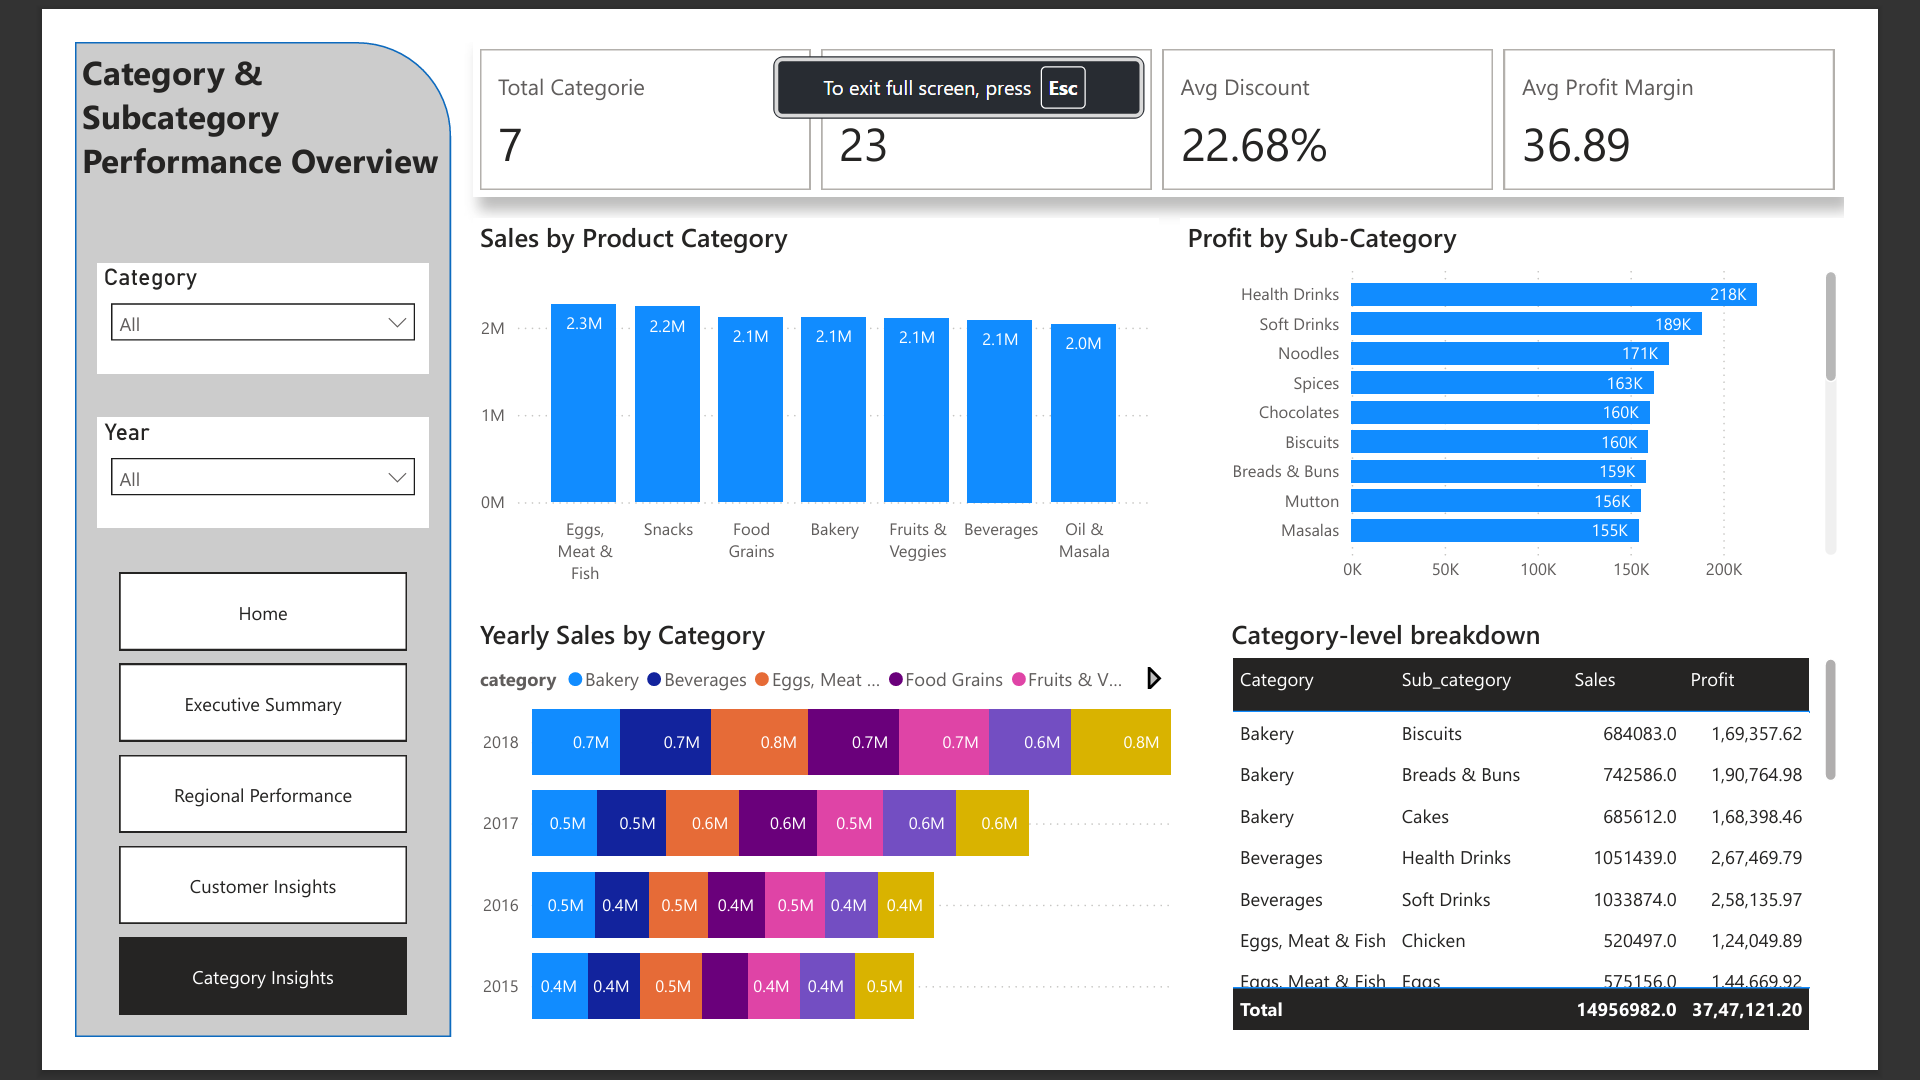 Category &
Subcategory
Performance Overview
Category
All
Year
All
Home
Executive Summary
Regional Performance
Customer Insights
Category Insights
Total Categorie
7
To exit full screen, press Esc
23
Avg Discount
22.68%
Avg Profit Margin
36.89
Sales by Product Category
2M
1M
0M
2.3M 2.2M 2.1M 2.1M 2.1M 2.1M 2.0M
Eggs, Meat & Fish
Snacks
Food Grains
Bakery
Fruits & Veggies
Beverages
Oil & Masala
Profit by Sub-Category
Health Drinks 218K
Soft Drinks 189K
Noodles 171K
Spices 163K
Chocolates 160K
Biscuits 160K
Breads & Buns 159K
Mutton 156K
Masalas 155K
0K 50K 100K 150K 200K
Yearly Sales by Category
category Bakery Beverages Eggs, Meat ... Food Grains Fruits & V...
2018 0.7M 0.7M 0.8M 0.7M 0.7M 0.6M 0.8M
2017 0.5M 0.5M 0.6M 0.6M 0.5M 0.6M 0.6M
2016 0.5M 0.4M 0.5M 0.4M 0.5M 0.4M 0.4M
2015 0.4M 0.4M 0.5M 0.4M 0.4M 0.5M
Category-level breakdown
Category Sub_category Sales Profit
Bakery Biscuits 684083.0 1,69,357.62
Bakery Breads & Buns 742586.0 1,90,764.98
Bakery Cakes 685612.0 1,68,398.46
Beverages Health Drinks 1051439.0 2,67,469.79
Beverages Soft Drinks 1033874.0 2,58,135.97
Eggs, Meat & Fish Chicken 520497.0 1,24,049.89
Eggs, Meat & Fish Eggs 575156.0 1,44,669.92
Total 14956982.0 37,47,121.20